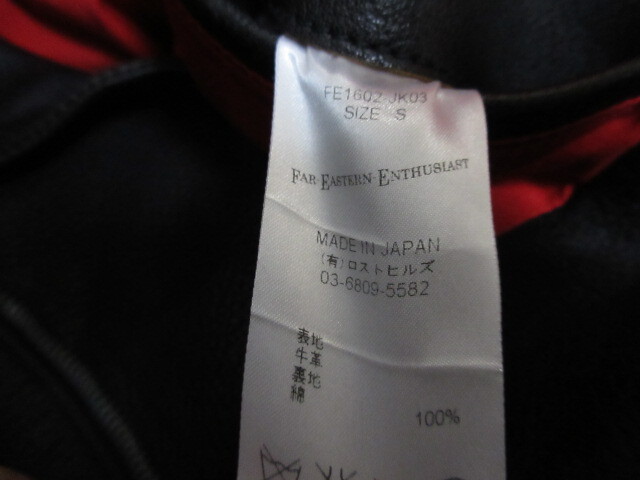 FE1602 JK03
SIZE S
FAR EASTERN ENTHUSIAST
MADE IN JAPAN
(有)ロストヒルズ
03-6809-5582
表地
牛革
裏地
綿 100%